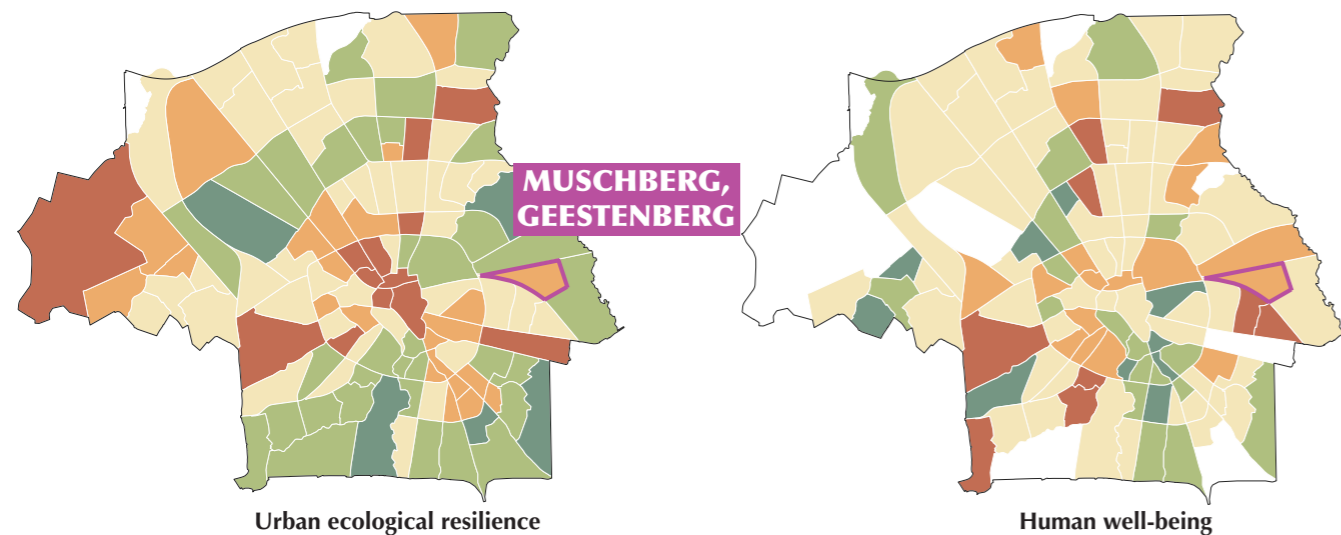 MUSCHBERG,
GEESTENBERG
Urban ecological resilience
Human well-being